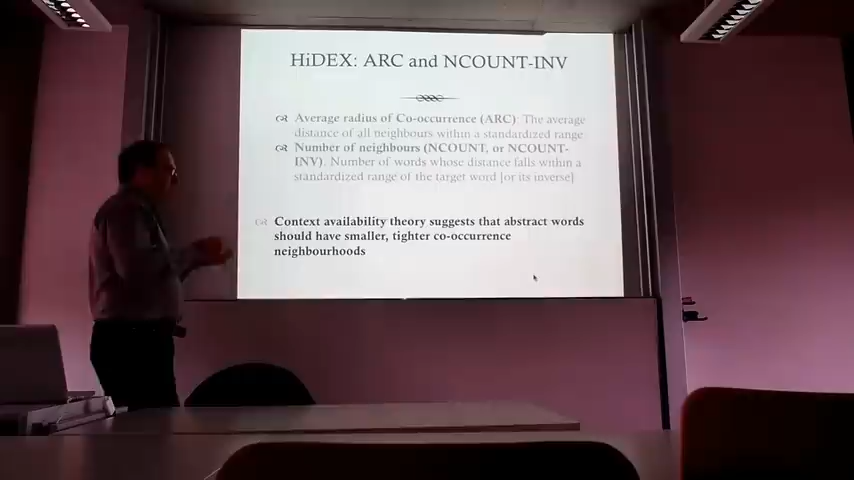 HiDEX: ARC and NCOUNT-INV
Average radius of Co-occurrence (ARC): The average
distance of all neighbours within a standardized range
Number of neighbours (NCOUNT, or NCOUNT-
INV). Number of words whose distance falls within a
standardized range of the target word [or its inverse]
Context availability theory suggests that abstract words
should have smaller, tighter co-occurrence
neighbourhoods